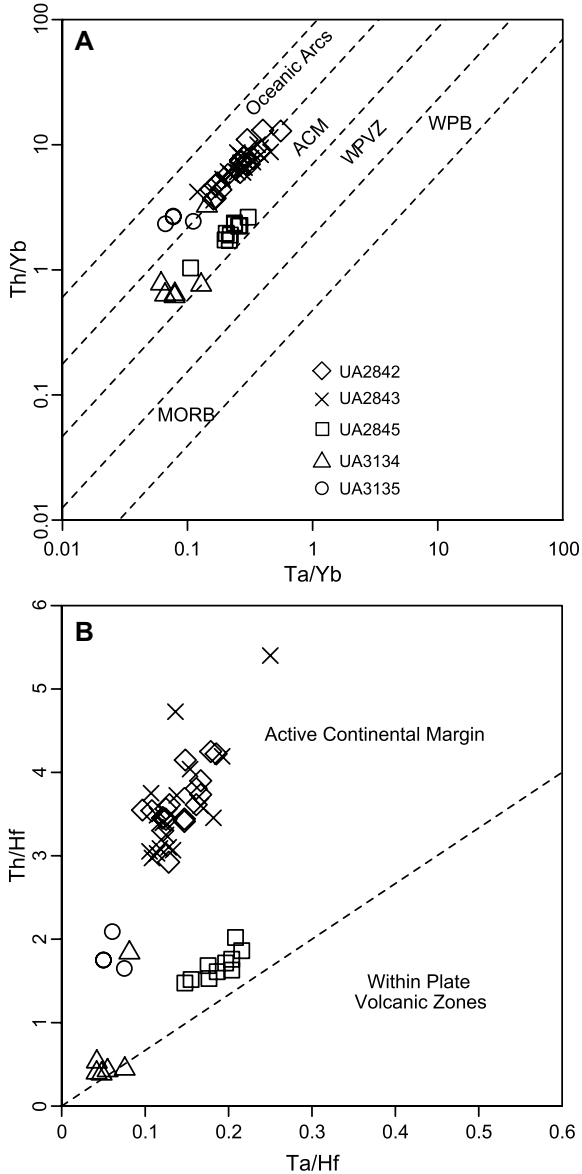 A
100
10
1
0.1
0.01
Th/Yb
Oceanic Arcs
ACM
WPVZ
WPB
MORB
UA2842
UA2843
UA2845
UA3134
UA3135
0.01
0.1
1
10
100
Ta/Yb
B
6
5
4
3
2
1
0
Th/Hf
Active Continental Margin
Within Plate
Volcanic Zones
0
0.1
0.2
0.3
0.4
0.5
0.6
Ta/Hf